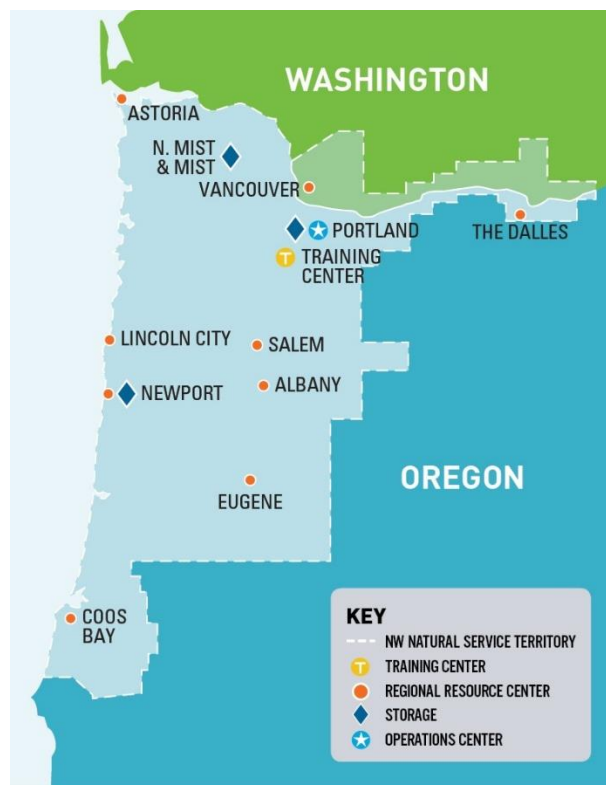 WASHINGTON
ASTORIA
N. MIST
& MIST
VANCOUVER
PORTLAND
THE DALLES
T
TRAINING
CENTER
LINCOLN CITY
SALEM
NEWPORT
ALBANY
OREGON
EUGENE
COOS
BAY
KEY
NW NATURAL SERVICE TERRITORY
T
TRAINING CENTER
REGIONAL RESOURCE CENTER
STORAGE
OPERATIONS CENTER